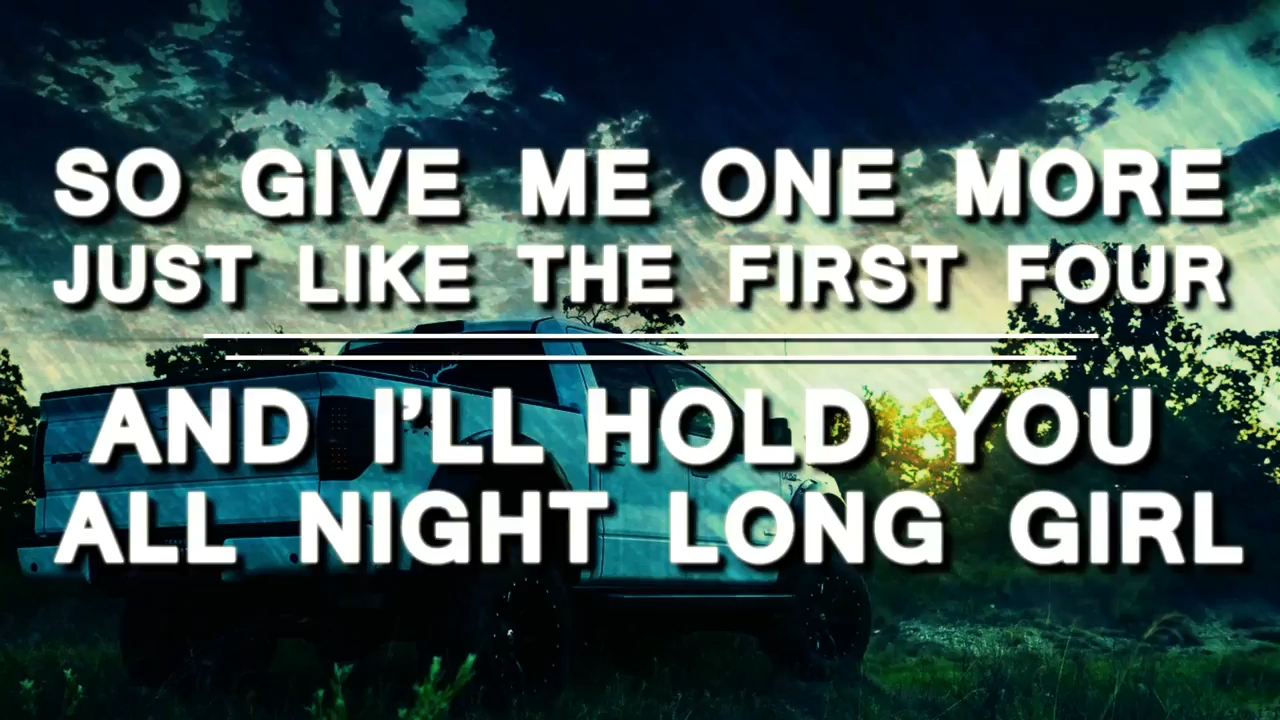 SO GIVE ME ONE MORE
JUST LIKE THE FIRST FOUR
AND I'LL HOLD YOU
ALL NIGHT LONG GIRL